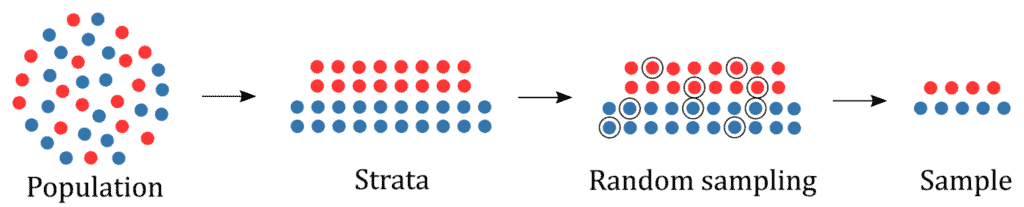 Population
Strata
Random sampling
Sample